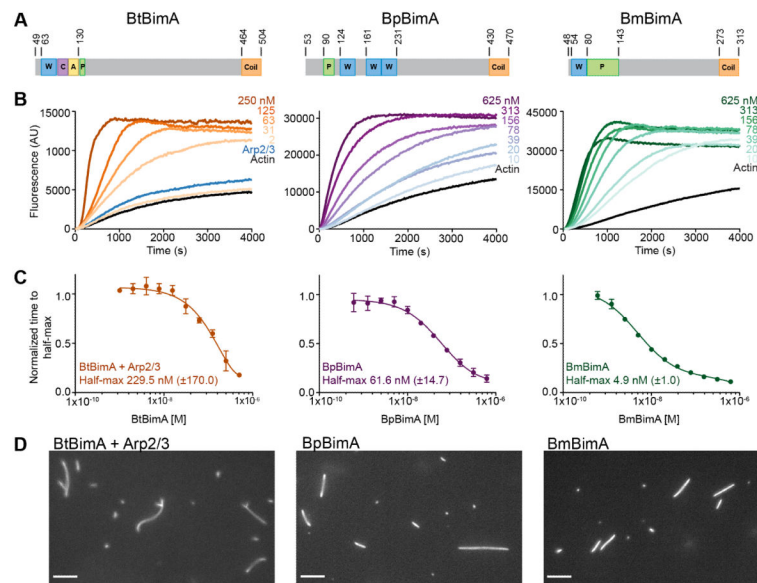 A
BtBimA
BpBimA
BmBimA
49
63
130
464
504
W
C
A
P
Coil
53
90
124
161
231
430
470
P
W
W
W
Coil
48
54
80
143
273
313
W
P
Coil
B
Fluorescence (AU)
15000
10000
5000
0
0
1000
2000
3000
4000
Time (s)
250 nM
125
63
31
2
Arp2/3
Actin
30000
20000
10000
0
0
1000
2000
3000
4000
Time (s)
625 nM
313
156
78
39
20
10
Actin
45000
30000
15000
0
0
1000
2000
3000
4000
Time (s)
625 nM
313
156
78
39
20
10
Actin
C
Normalized time to
half-max
1.0
0.5
0.0
BtBimA + Arp2/3
Half-max 229.5 nM (±170.0)
1x10⁻¹⁰
1x10⁻⁸
1x10⁻⁶
BtBimA [M]
1.0
0.5
0.0
BpBimA
Half-max 61.6 nM (±14.7)
1x10⁻¹⁰
1x10⁻⁸
1x10⁻⁶
BpBimA [M]
1.0
0.5
0.0
BmBimA
Half-max 4.9 nM (±1.0)
1x10⁻¹⁰
1x10⁻⁸
1x10⁻⁶
BmBimA [M]
D
BtBimA + Arp2/3
BpBimA
BmBimA